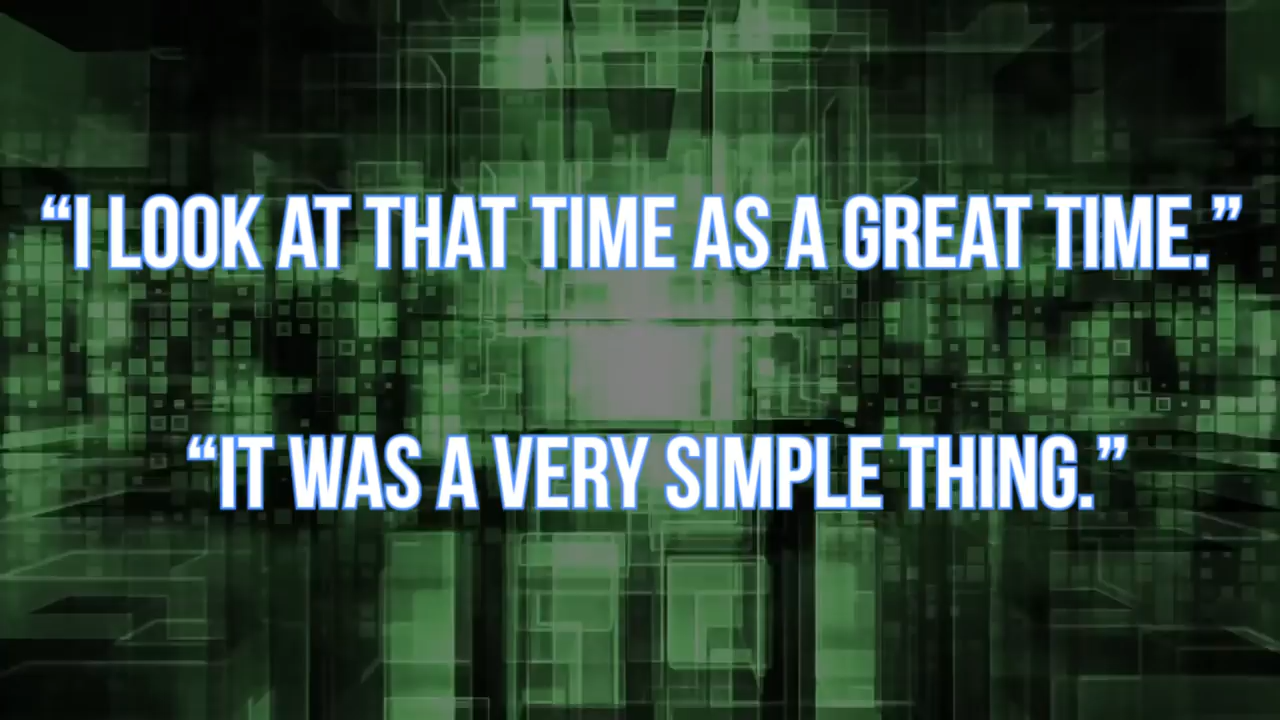 “I LOOK AT THAT TIME AS A GREAT TIME.”
“IT WAS A VERY SIMPLE THING.”